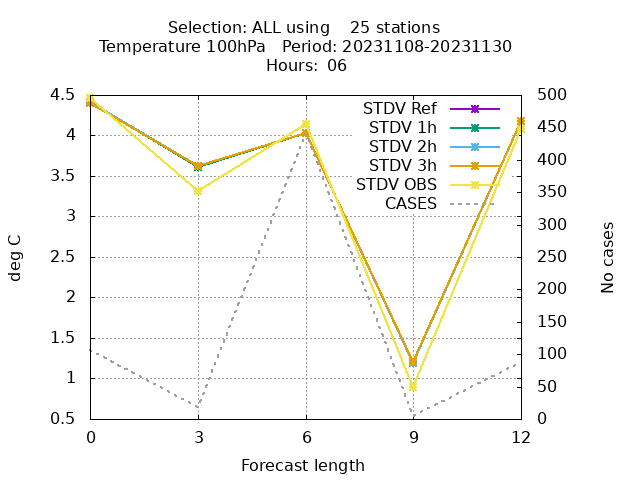 Selection: ALL using    25 stations
Temperature 100hPa   Period: 20231108-20231130
Hours: 06
4.5
4
3.5
3
2.5
2
1.5
1
0.5
deg C
STDV Ref
STDV 1h
STDV 2h
STDV 3h
STDV OBS
CASES
500
450
400
350
300
250
200
150
100
50
0
No cases
0 3 6 9 12
Forecast length